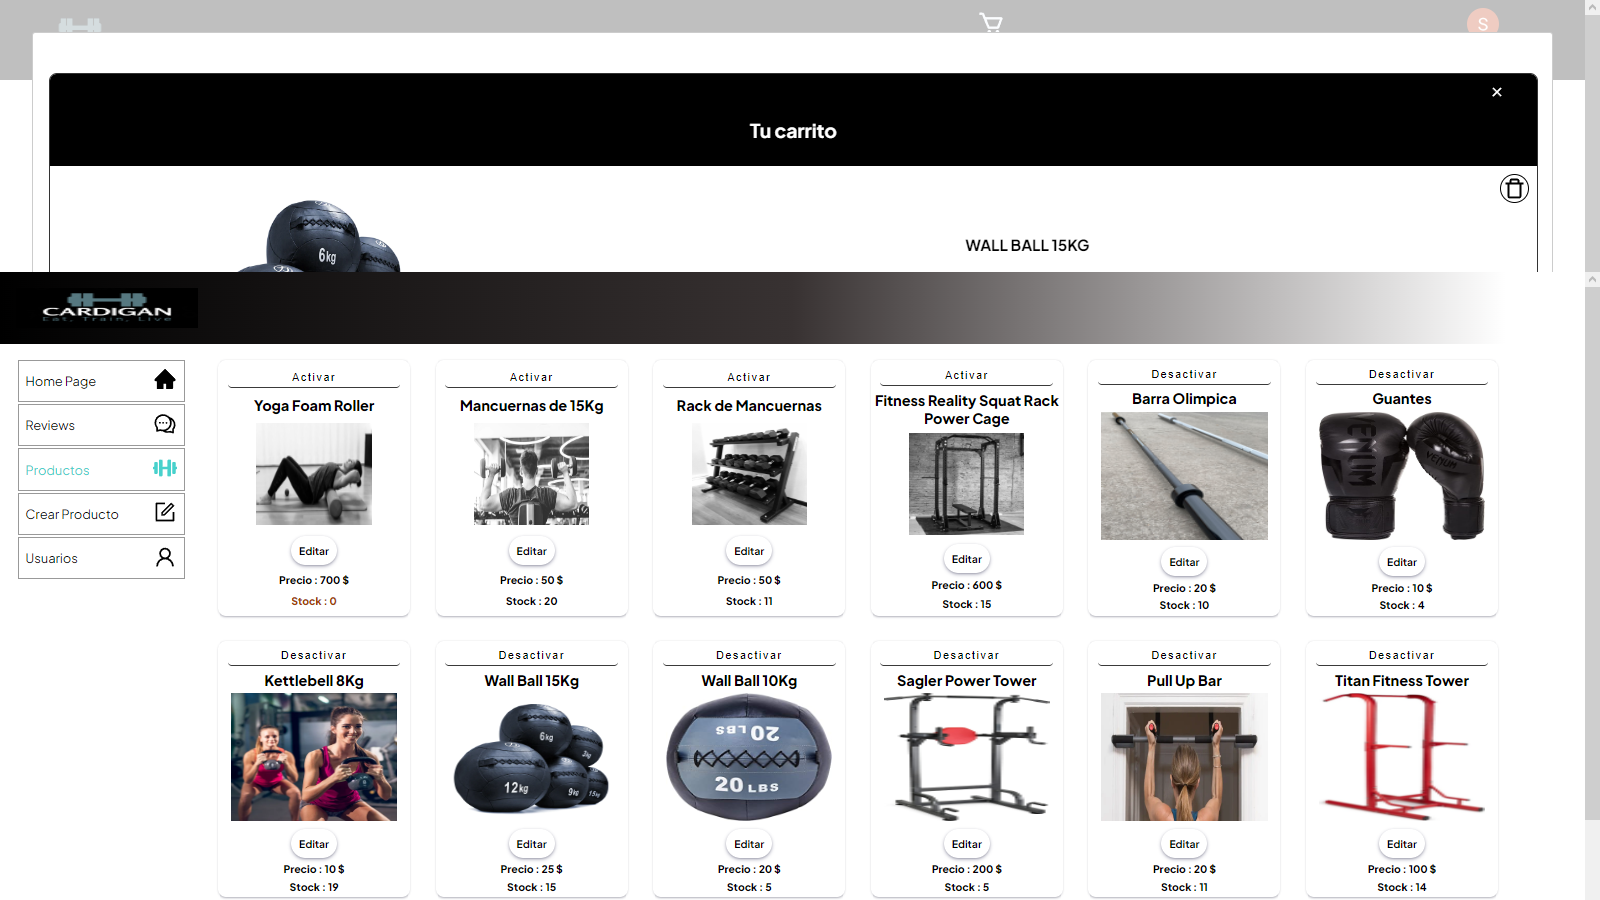 S
Tu carrito
6kg
WALL BALL 15KG
CARDIGAN
Eat, Train, Live
Home Page
Reviews
Productos
Crear Producto
Usuarios
Activar
Yoga Foam Roller
Editar
Precio : 700 $
Stock : 0
Activar
Mancuernas de 15Kg
Editar
Precio : 50 $
Stock : 20
Activar
Rack de Mancuernas
Editar
Precio : 50 $
Stock : 11
Activar
Fitness Reality Squat Rack
Power Cage
Editar
Precio : 600 $
Stock : 15
Desactivar
Barra Olimpica
Editar
Precio : 20 $
Stock : 10
Desactivar
Guantes
VENUM
VENUM
Editar
Precio : 10 $
Stock : 4
Desactivar
Kettlebell 8Kg
Editar
Precio : 10 $
Stock : 19
Desactivar
Wall Ball 15Kg
6kg
3kg
12kg
9kg
15kg
Editar
Precio : 25 $
Stock : 15
Desactivar
Wall Ball 10Kg
20 LBS
20 LBS
Editar
Precio : 20 $
Stock : 5
Desactivar
Sagler Power Tower
Editar
Precio : 200 $
Stock : 5
Desactivar
Pull Up Bar
Editar
Precio : 20 $
Stock : 11
Desactivar
Titan Fitness Tower
Editar
Precio : 100 $
Stock : 14